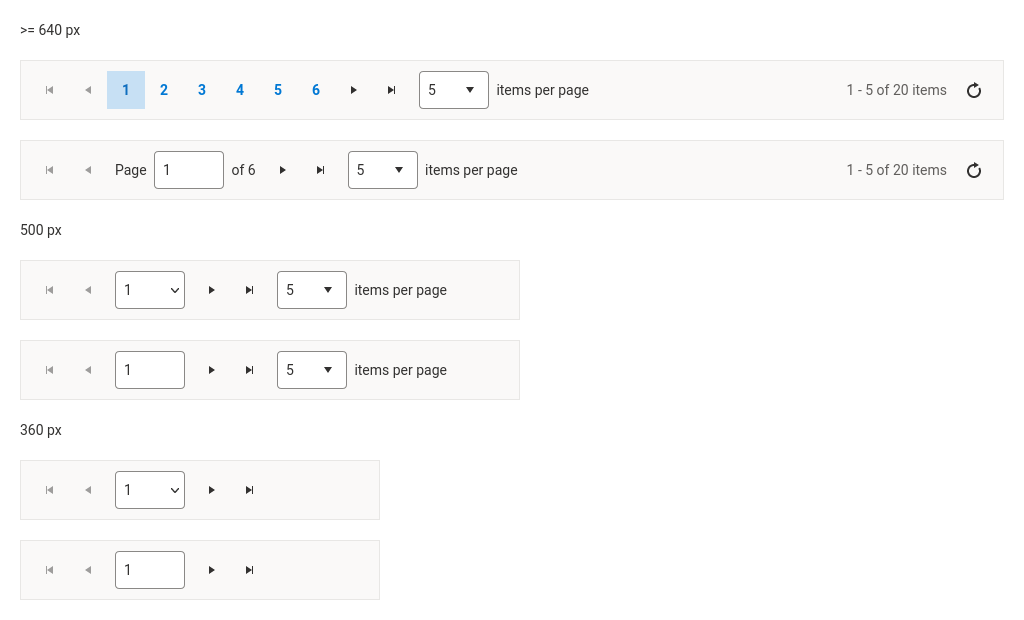 >= 640 px
1 2 3 4 5 6 5 items per page 1 - 5 of 20 items
Page 1 of 6 5 items per page 1 - 5 of 20 items
500 px
1 5 items per page
1 5 items per page
360 px
1
1